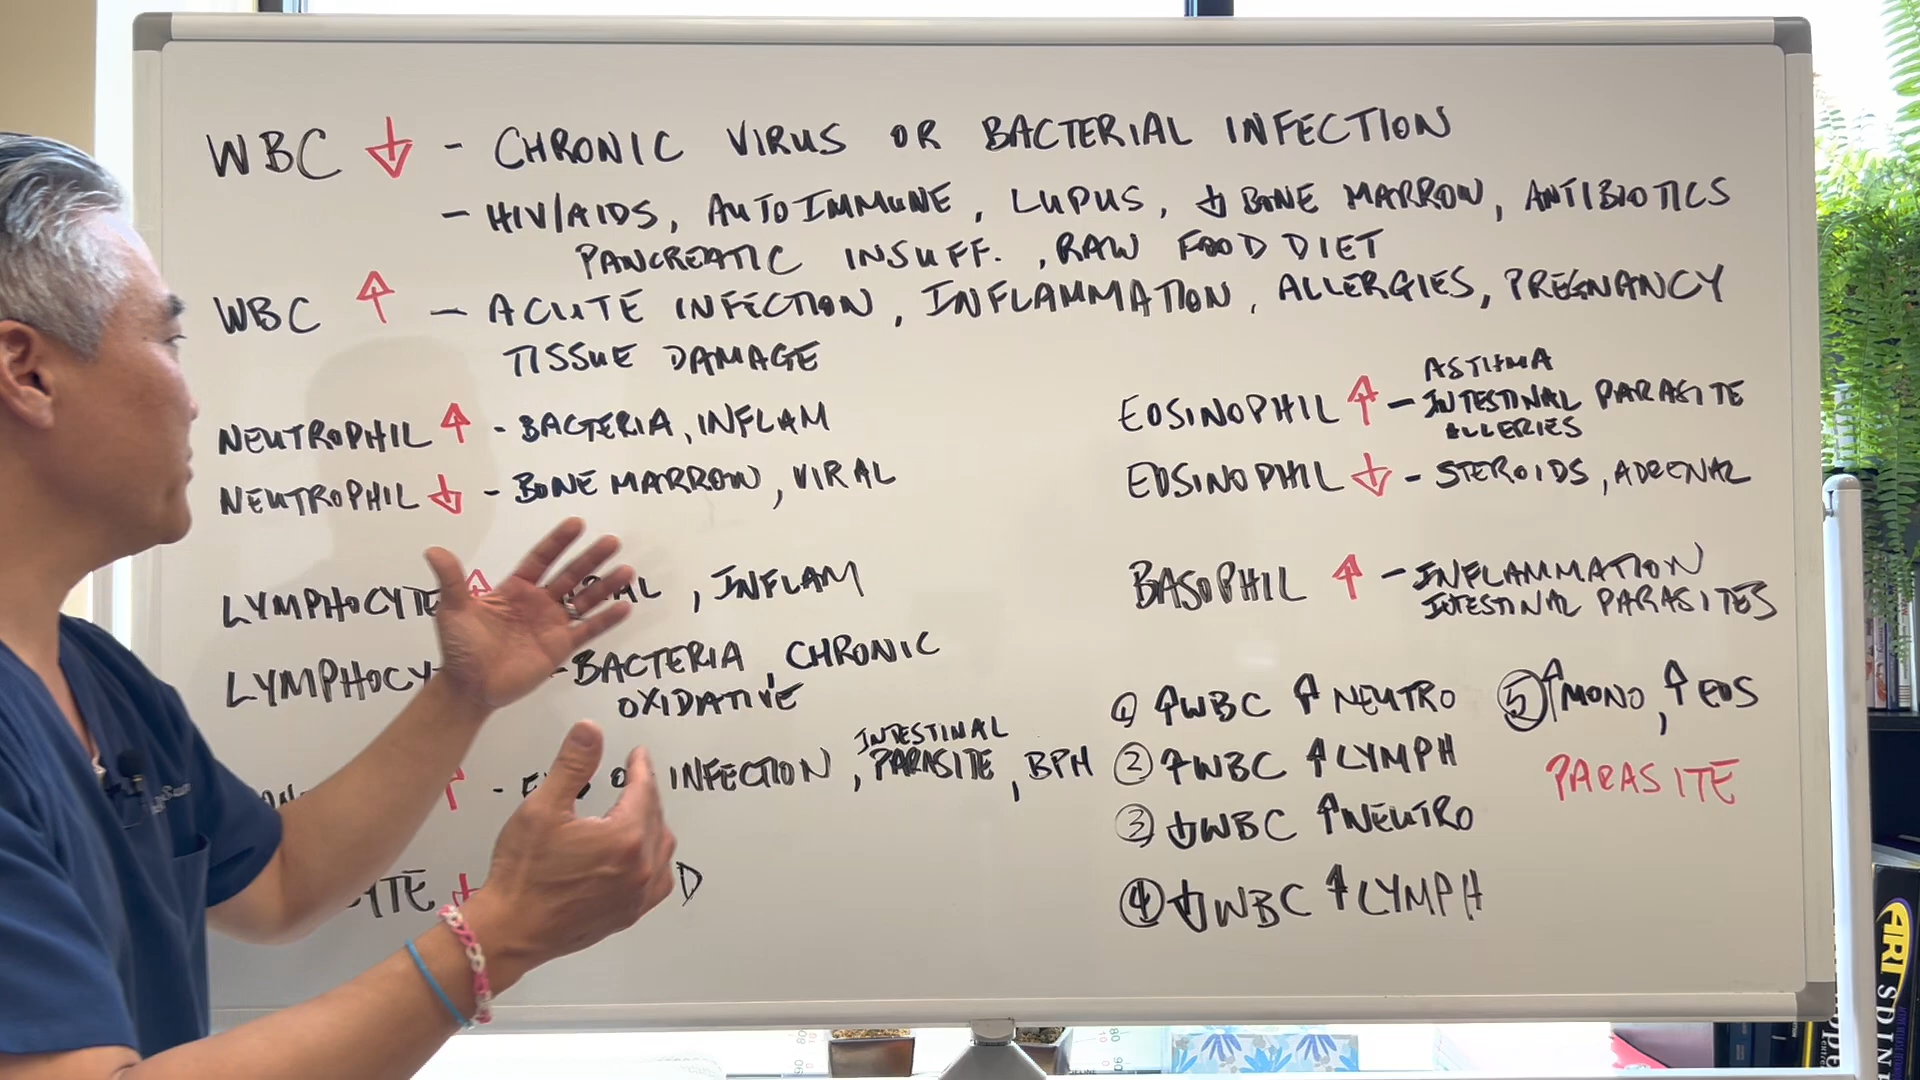 WBC ↓ - CHRONIC VIRUS OR BACTERIAL INFECTION
- HIV/AIDS, AUTOIMMUNE, LUPUS, ↓ BONE MARROW, ANTIBIOTICS
PANCREATIC INSUFF., RAW FOOD DIET
WBC ↑ - ACUTE INFECTION, INFLAMMATION, ALLERGIES, PREGNANCY
TISSUE DAMAGE
NEUTROPHIL ↑ - BACTERIA, INFLAM
NEUTROPHIL ↓ - BONE MARROW, VIRAL
LYMPHOCYTE ↑ , INFLAM
- BACTERIA, CHRONIC
OXIDATIVE
↑ - INFECTION, INTESTINAL PARASITE, BPH
↓
ASTHMA
EOSINOPHIL ↑ - INTESTINAL PARASITE
ALLERIES
EOSINOPHIL ↓ - STEROIDS, ADRENAL
BASOPHIL ↑ - INFLAMMATION
INTESTINAL PARASITES
① ↑WBC ↑NEUTRO
② ↑WBC ↑LYMPH
③ ↓WBC ↑NEUTRO
④ ↓WBC ↑LYMPH
⑤ ↑MONO, ↑EOS
PARASITE
ARI